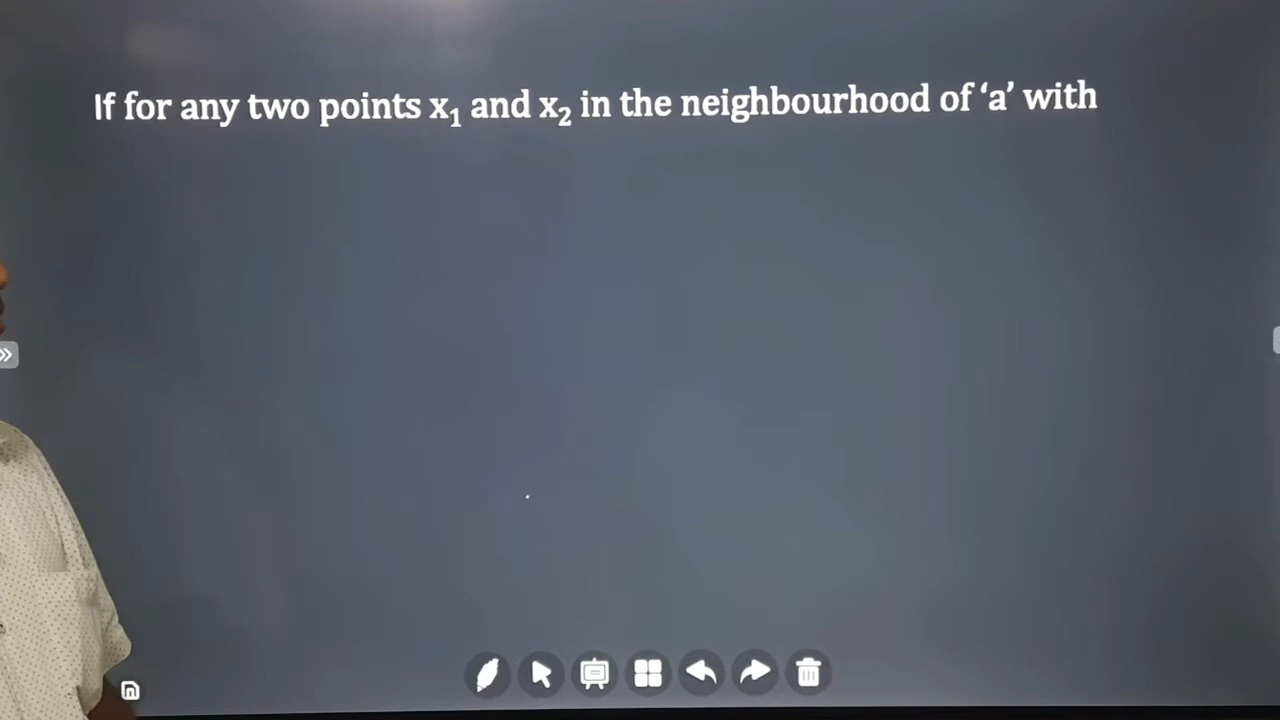 If for any two points x₁ and x₂ in the neighbourhood of ‘a’ with